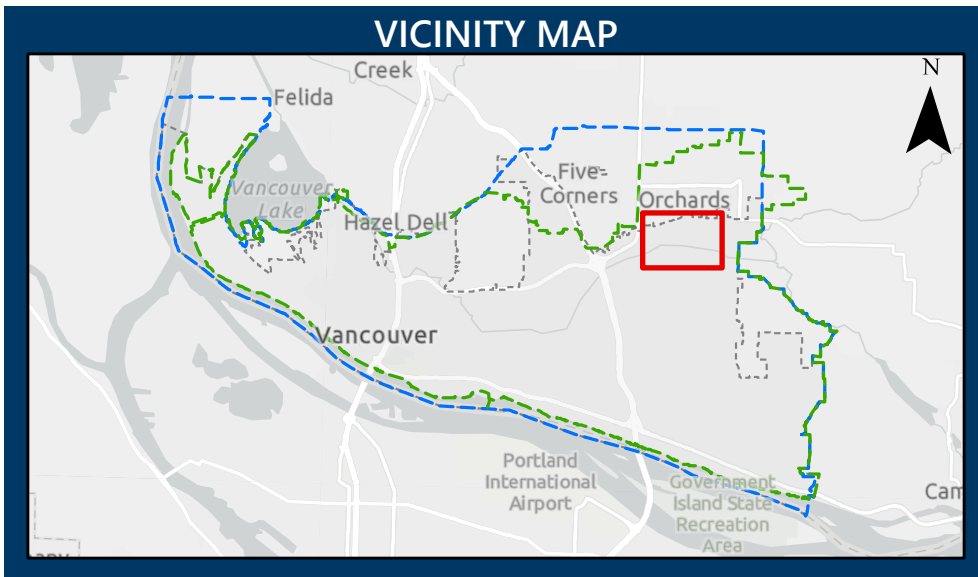 VICINITY MAP
Creek
N
Felida
Five
Corners
Vancouver
Lake
Orchards
Hazel Dell
Vancouver
Portland
International
Airport
Government
Island State
Recreation
Area
Cam